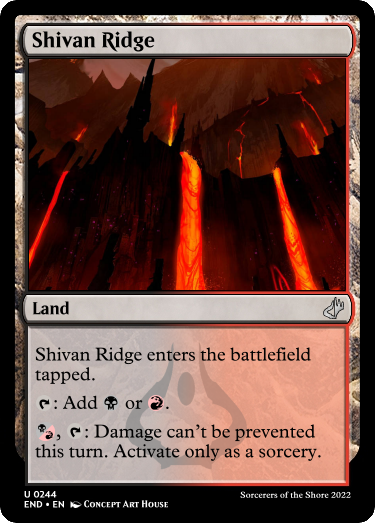 Shivan Ridge
Land
Shivan Ridge enters the battlefield
tapped.
: Add or .
, : Damage can't be prevented
this turn. Activate only as a sorcery.
U 0244
END • EN Concept Art House
Sorcerers of the Shore 2022